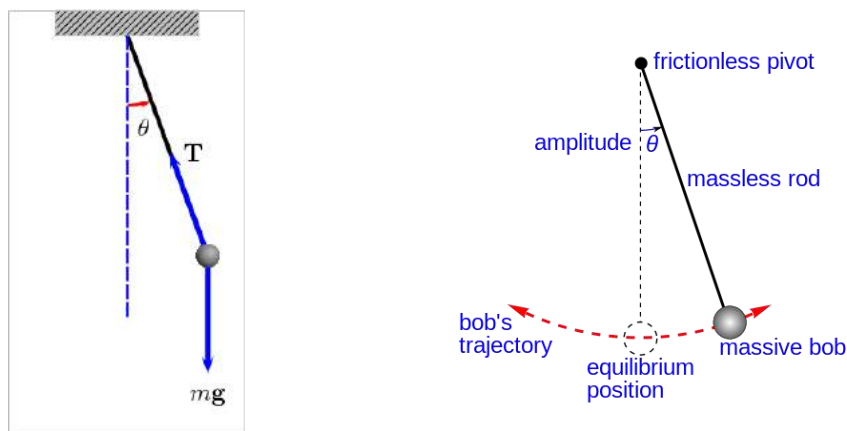 θ
T
mg
frictionless pivot
amplitude
θ
massless rod
bob's
trajectory
massive bob
equilibrium
position